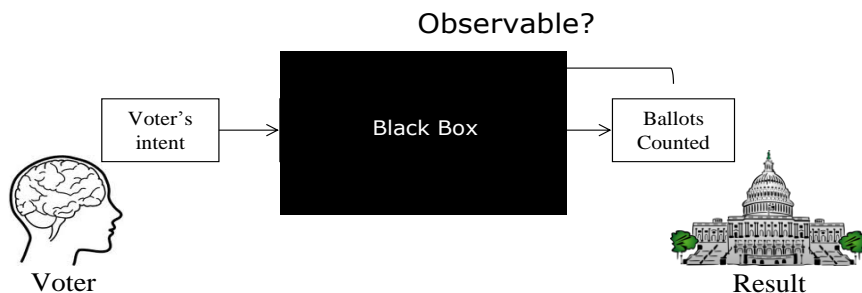 Observable?
Voter's
intent
Black Box
Ballots
Counted
Voter
Result